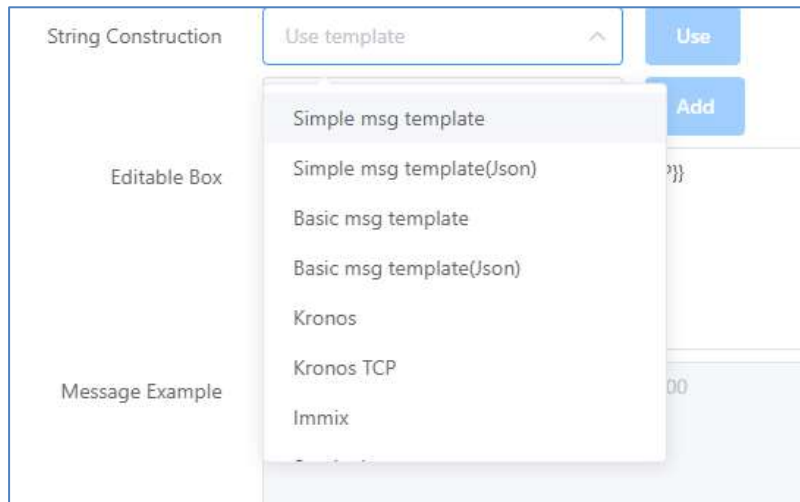 String Construction
Use template
Use
Simple msg template
Add
Simple msg template(Json)
Editable Box
}}
Basic msg template
Basic msg template(Json)
Kronos
Kronos TCP
Message Example
00
Immix